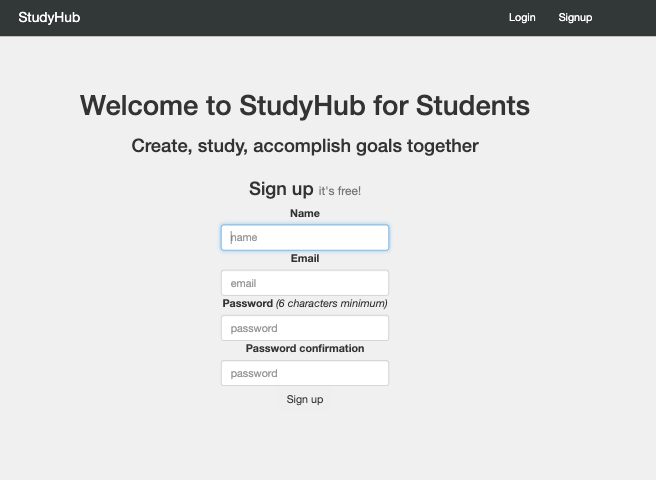 StudyHub Login Signup
Welcome to StudyHub for Students
Create, study, accomplish goals together
Sign up it's free!
Name
name
Email
email
Password (6 characters minimum)
password
Password confirmation
password
Sign up